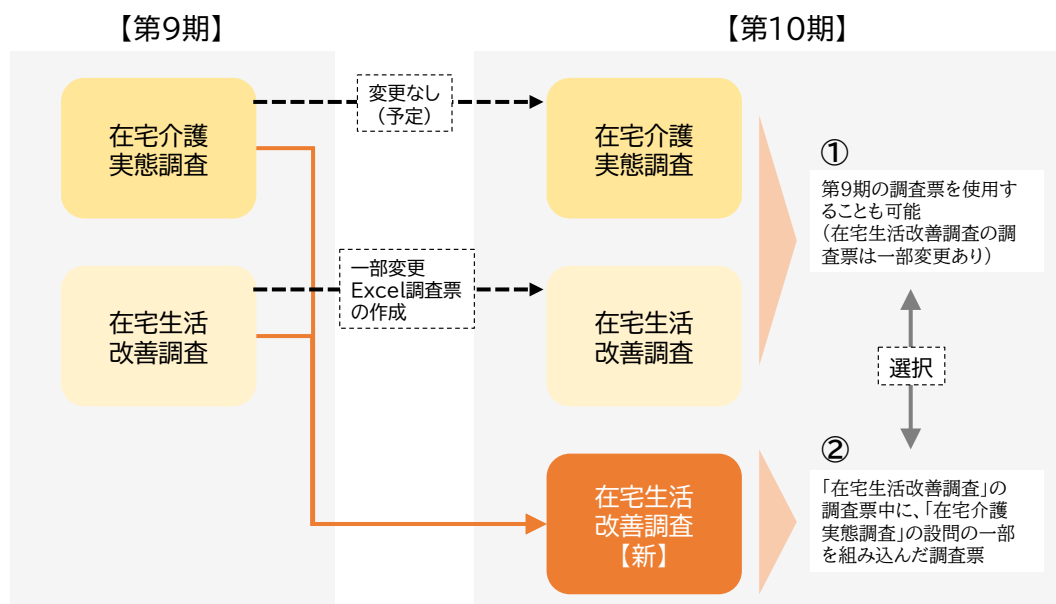 【第9期】
【第10期】
在宅介護
実態調査
変更なし
（予定）
在宅介護
実態調査
①
第9期の調査票を使用す
ることも可能
（在宅生活改善調査の調
査票は一部変更あり）
在宅生活
改善調査
一部変更
Excel調査票
の作成
在宅生活
改善調査
選択
在宅生活
改善調査
【新】
②
「在宅生活改善調査」の
調査票中に、「在宅介護
実態調査」の設問の一部
を組み込んだ調査票